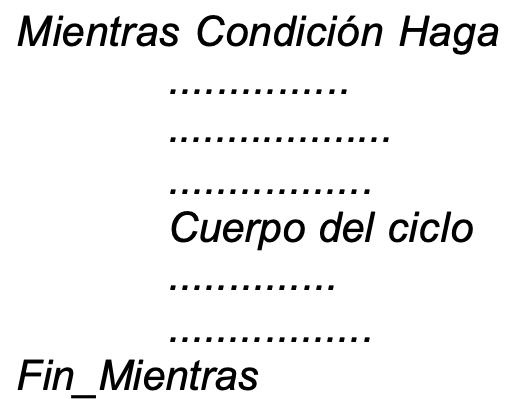 Mientras Condición Haga
...............
...................
.................
Cuerpo del ciclo
..............
.................
Fin_Mientras